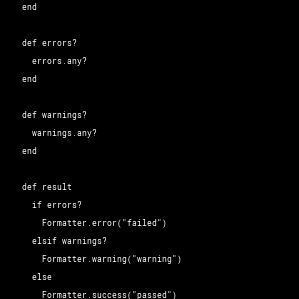 end
def errors?
errors.any?
end
def warnings?
warnings.any?
end
def result
if errors?
Formatter.error("failed")
elsif warnings?
Formatter.warning("warning")
else
Formatter.success("passed")